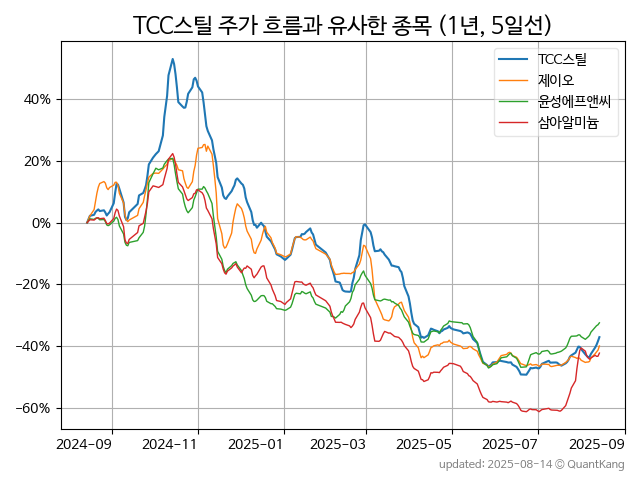 TCC스틸 주가 흐름과 유사한 종목 (1년, 5일선)
TCC스틸
제이오
윤성에프앤씨
삼아알미늄
40%
20%
0%
−20%
−40%
−60%
2024-09 2024-11 2025-01 2025-03 2025-05 2025-07 2025-09
updated: 2025-08-14 © QuantKang